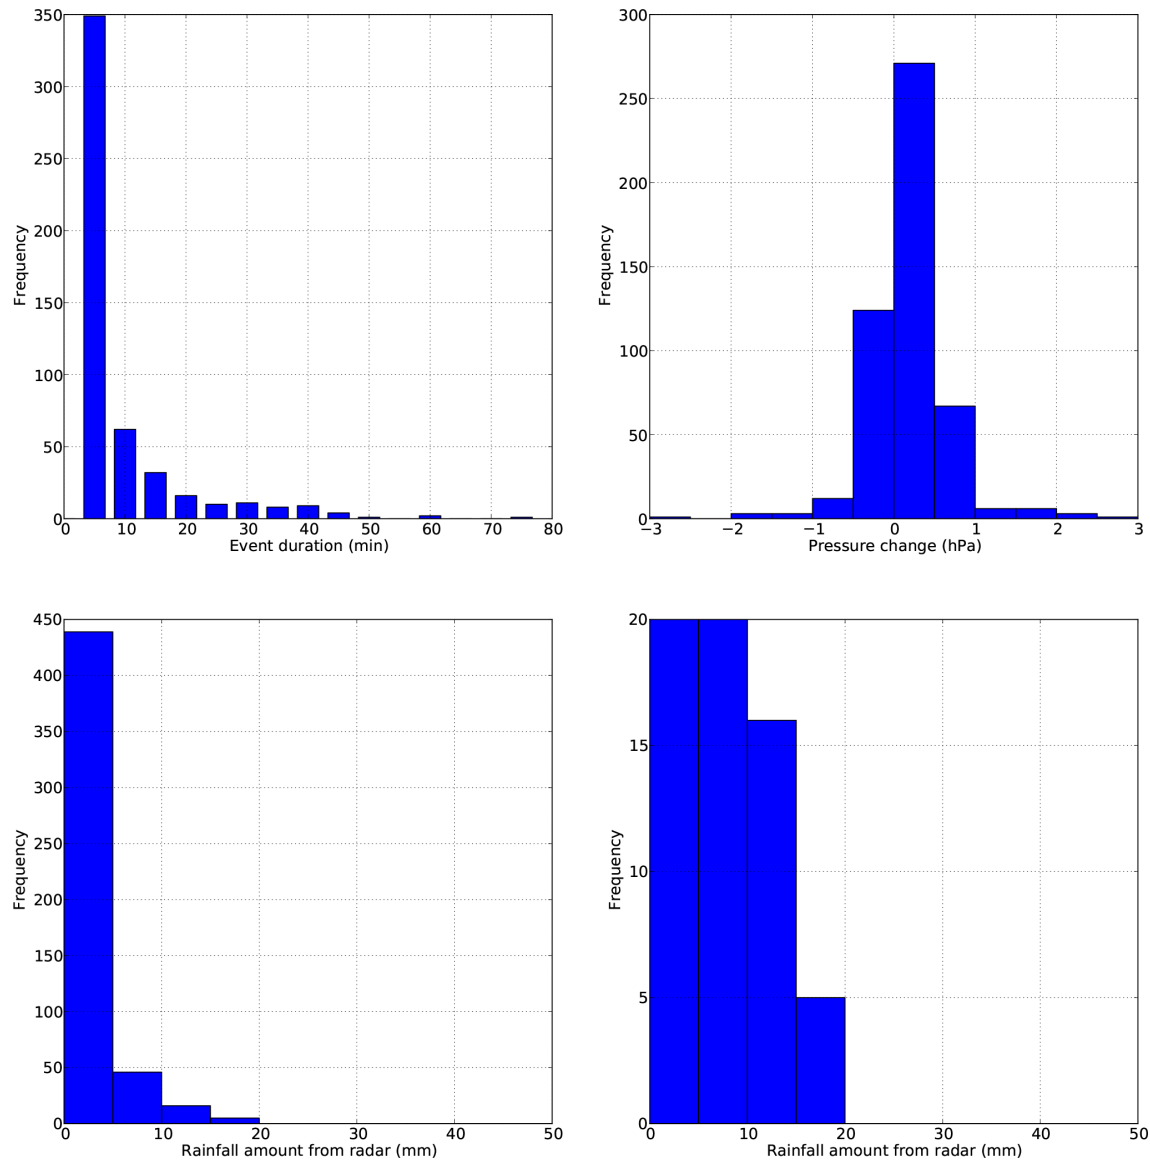 350
300
250
200
150
100
50
0
Frequency
0 10 20 30 40 50 60 70 80
Event duration (min)
300
250
200
150
100
50
0
Frequency
−3 −2 −1 0 1 2 3
Pressure change (hPa)
450
400
350
300
250
200
150
100
50
0
Frequency
0 10 20 30 40 50
Rainfall amount from radar (mm)
20
15
10
5
0
Frequency
0 10 20 30 40 50
Rainfall amount from radar (mm)